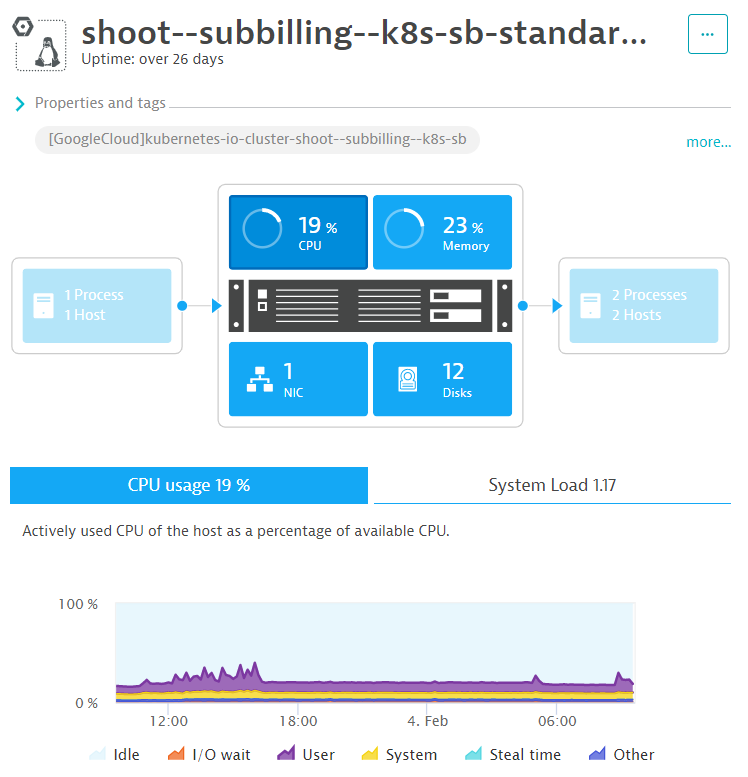 shoot--subbilling--k8s-sb-standar...
...
Uptime: over 26 days
Properties and tags
[GoogleCloud]kubernetes-io-cluster-shoot--subbilling--k8s-sb
more...
19 %
CPU
23 %
Memory
1 Process
1 Host
2 Processes
2 Hosts
1
NIC
12
Disks
CPU usage 19 %
System Load 1.17
Actively used CPU of the host as a percentage of available CPU.
100 %
0 %
12:00 18:00 4. Feb 06:00
Idle I/O wait User System Steal time Other